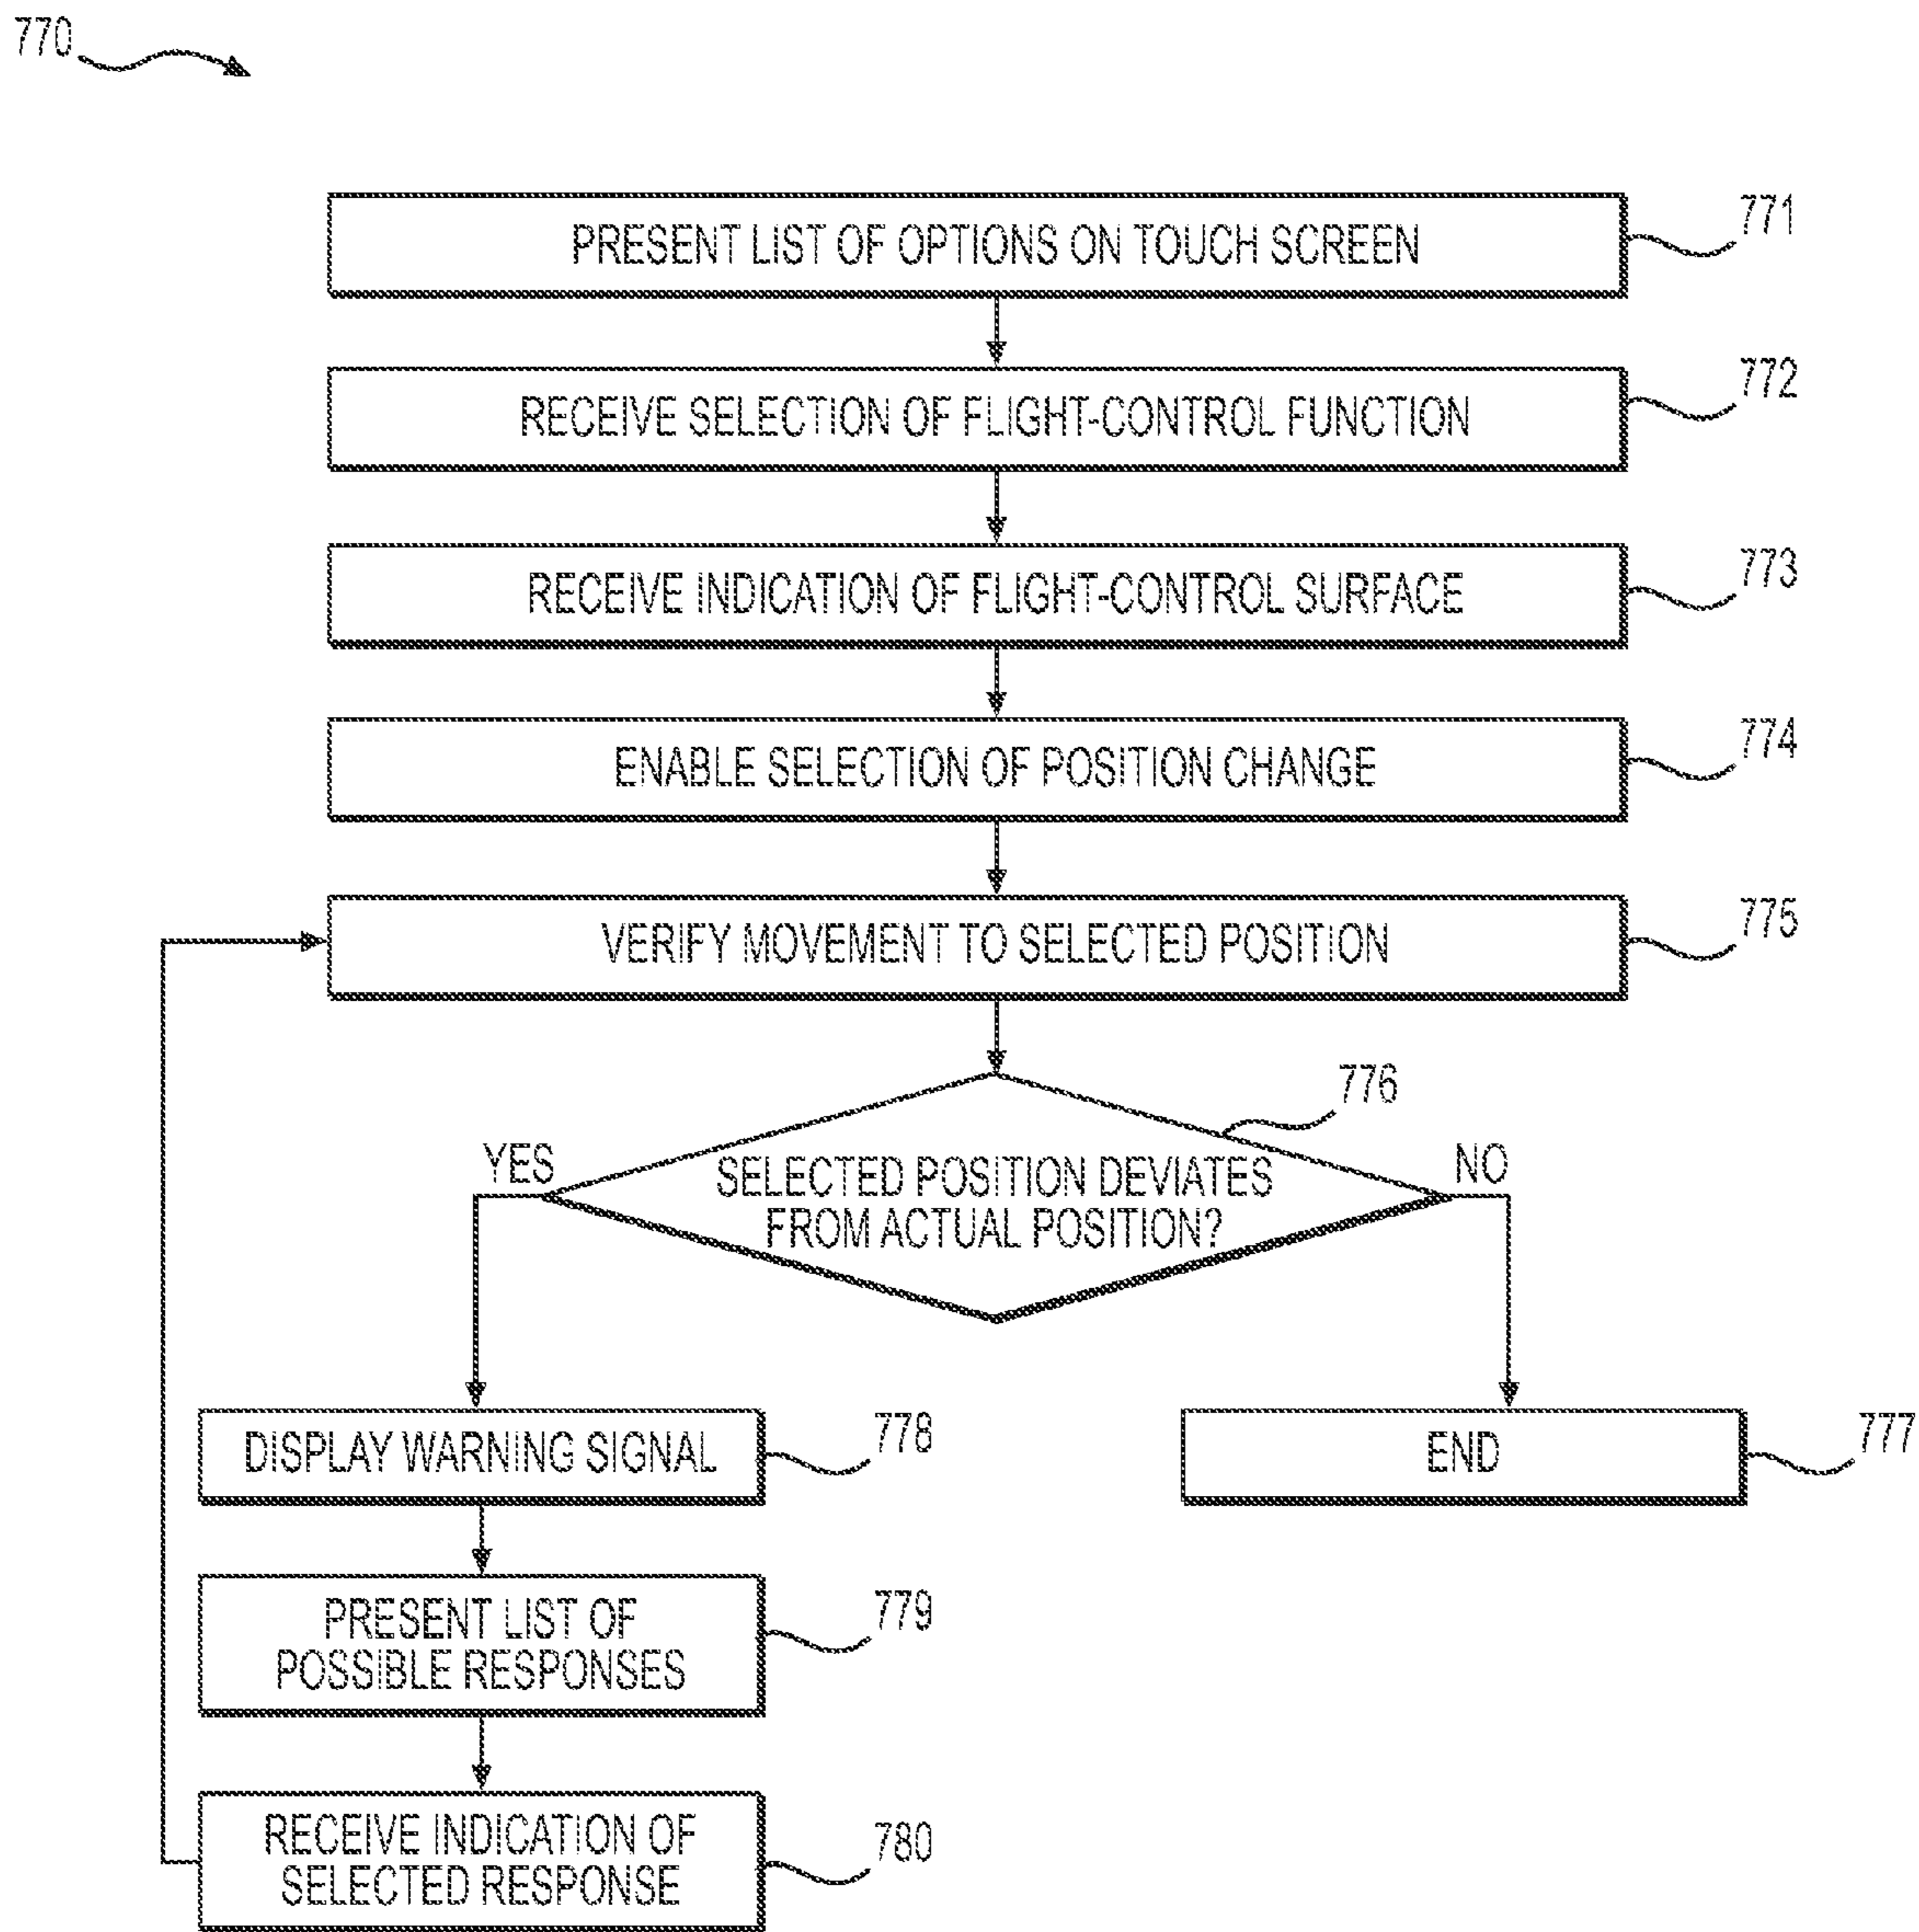 770
PRESENT LIST OF OPTIONS ON TOUCH SCREEN
771
RECEIVE SELECTION OF FLIGHT-CONTROL FUNCTION
772
RECEIVE INDICATION OF FLIGHT-CONTROL SURFACE
773
ENABLE SELECTION OF POSITION CHANGE
774
VERIFY MOVEMENT TO SELECTED POSITION
775
776
YES
SELECTED POSITION DEVIATES
FROM ACTUAL POSITION?
NO
DISPLAY WARNING SIGNAL
778
END
777
PRESENT LIST OF
POSSIBLE RESPONSES
779
RECEIVE INDICATION OF
SELECTED RESPONSE
780